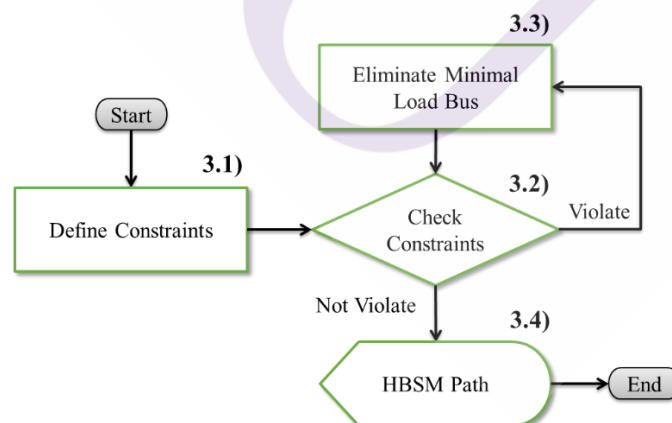 3.3)
Eliminate Minimal
Load Bus
Start
3.1)
Define Constraints
3.2)
Check
Constraints
Violate
Not Violate
3.4)
HBSM Path
End